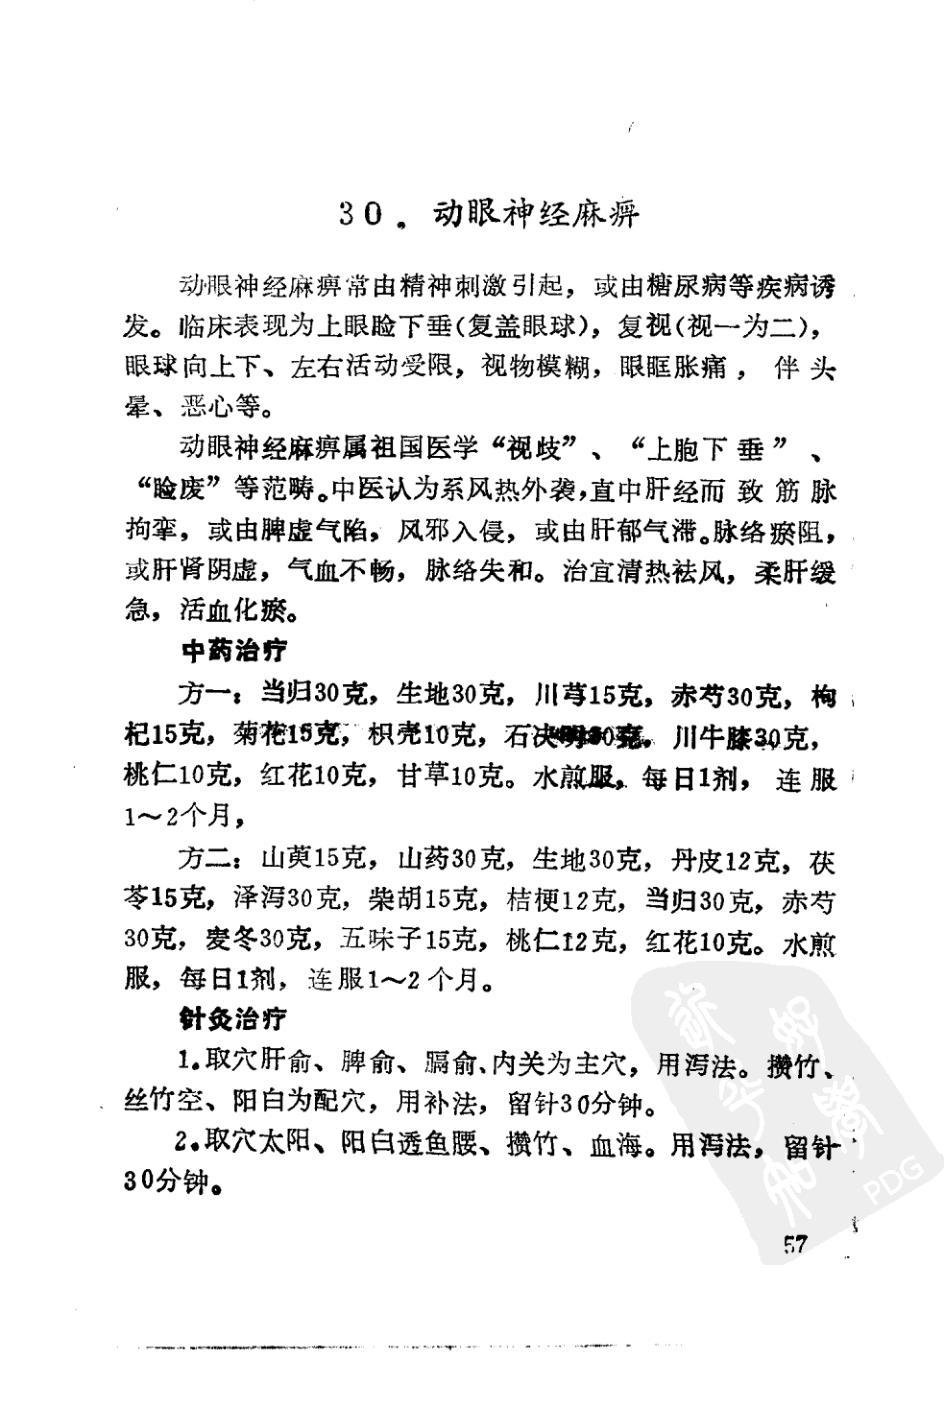 30．动眼神经麻痹
动眼神经麻痹常由精神刺激引起，或由糖尿病等疾病诱
发。临床表现为上眼睑下垂(复盖眼球)，复视(视一为二)，
眼球向上下、左右活动受限，视物模糊，眼眶胀痛，伴头
晕、恶心等。
动眼神经麻痹属祖国医学“视歧”、“上胞下垂”、
“睑废”等范畴。中医认为系风热外袭，直中肝经而致筋脉
拘挛，或由脾虚气陷，风邪入侵，或由肝郁气滞。脉络瘀阻，
或肝肾阴虚，气血不畅，脉络失和。治宜清热祛风，柔肝缓
急，活血化瘀。
中药治疗
方一：当归30克，生地30克，川芎15克，赤芍30克，枸
杞15克，菊花15克，枳壳10克，石决明30克，川牛膝30克，
桃仁10克，红花10克，甘草10克。水煎服，每日1剂，连服
1～2个月，
方二：山萸15克，山药30克，生地30克，丹皮12克，茯
苓15克，泽泻30克，柴胡15克，桔梗12克，当归30克，赤芍
30克，麦冬30克，五味子15克，桃仁12克，红花10克。水煎
服，每日1剂，连服1～2个月。
针灸治疗
1.取穴肝俞、脾俞、膈俞、内关为主穴，用泻法。攒竹、
丝竹空、阳白为配穴，用补法，留针30分钟。
2.取穴太阳、阳白透鱼腰、攒竹、血海。用泻法，留针
30分钟。
PDG
57